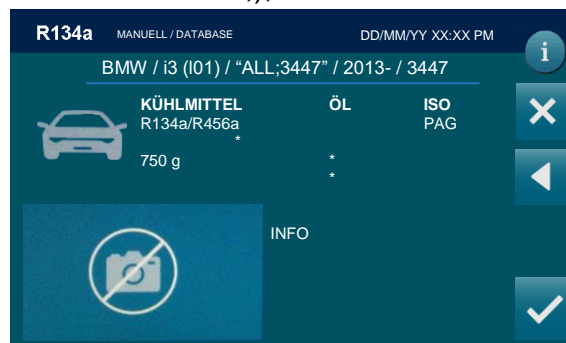 R134a MANUELL / DATABASE DD/MM/YY XX:XX PM
i
BMW / i3 (I01) / “ALL;3447” / 2013- / 3447
KÜHLMITTEL ÖL ISO
R134a/R456a PAG
*
750 g *
*
INFO